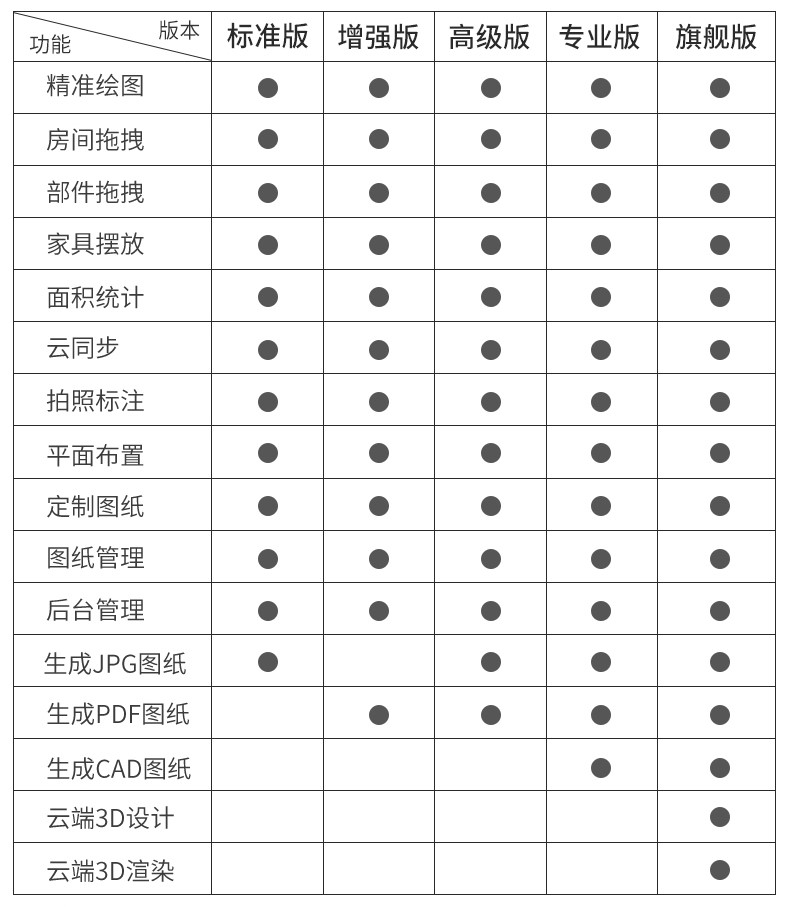 功能 版本 标准版 增强版 高级版 专业版 旗舰版
精准绘图 ● ● ● ● ●
房间拖拽 ● ● ● ● ●
部件拖拽 ● ● ● ● ●
家具摆放 ● ● ● ● ●
面积统计 ● ● ● ● ●
云同步 ● ● ● ● ●
拍照标注 ● ● ● ● ●
平面布置 ● ● ● ● ●
定制图纸 ● ● ● ● ●
图纸管理 ● ● ● ● ●
后台管理 ● ● ● ● ●
生成JPG图纸 ● ● ● ●
生成PDF图纸 ● ● ● ●
生成CAD图纸 ● ●
云端3D设计 ●
云端3D渲染 ●